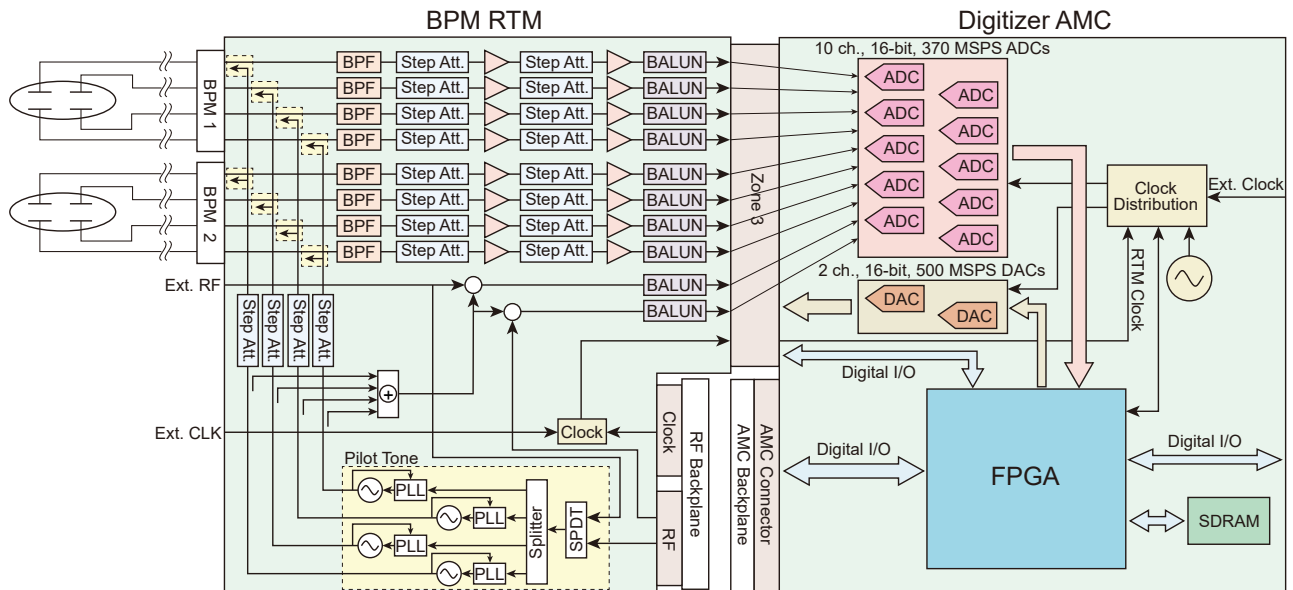 BPM RTM
Digitizer AMC
10 ch., 16-bit, 370 MSPS ADCs
BPM 1
BPF
Step Att.
Step Att.
BALUN
BPF
Step Att.
Step Att.
BALUN
BPF
Step Att.
Step Att.
BALUN
BPF
Step Att.
Step Att.
BALUN
BPM 2
BPF
Step Att.
Step Att.
BALUN
BPF
Step Att.
Step Att.
BALUN
BPF
Step Att.
Step Att.
BALUN
BPF
Step Att.
Step Att.
BALUN
Ext. RF
BALUN
BALUN
Step Att.
Step Att.
Step Att.
Step Att.
+
Ext. CLK
Clock
Clock
RF
RF Backplane
Pilot Tone
PLL
PLL
PLL
PLL
Splitter
SPDT
Zone 3
AMC Backplane
AMC Connector
ADC
ADC
ADC
ADC
ADC
ADC
ADC
ADC
ADC
ADC
2 ch., 16-bit, 500 MSPS DACs
DAC
DAC
Clock
Distribution
Ext. Clock
RTM Clock
Digital I/O
Digital I/O
FPGA
Digital I/O
SDRAM